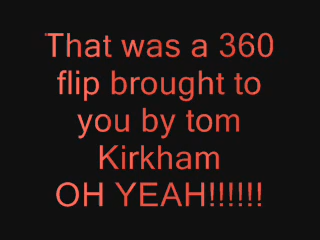 That was a 360
flip brought to
you by tom
Kirkham
OH YEAH!!!!!!